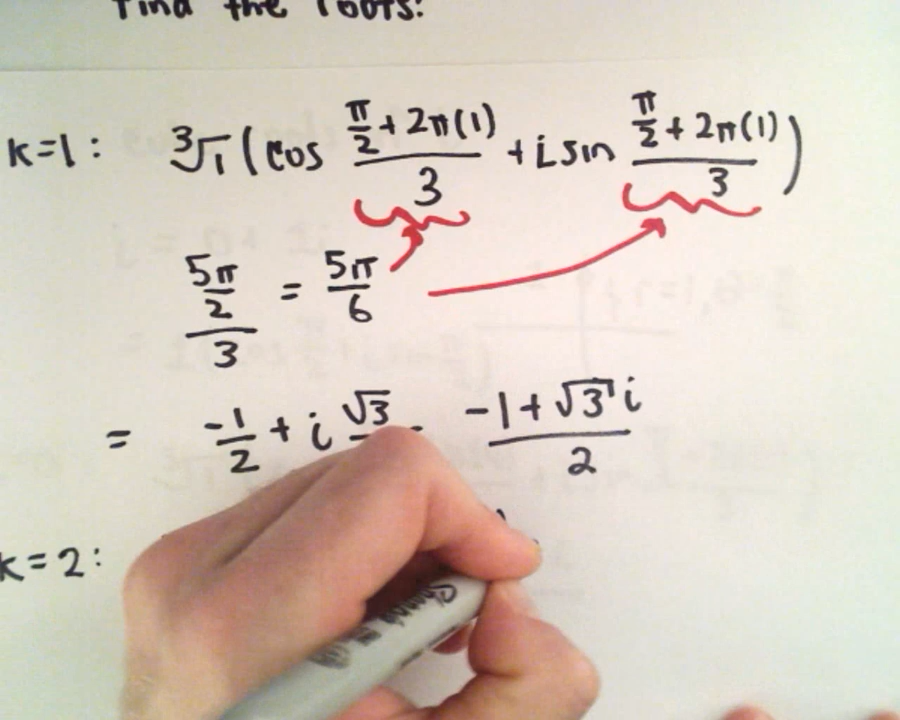 Find the roots:
k=1: ∛1 (cos (π/2 + 2π(1))/3 + i sin (π/2 + 2π(1))/3)
(5π/2)/3 = 5π/6
= -1/2 + i √3 (-1 + √3 i)/2
k=2: